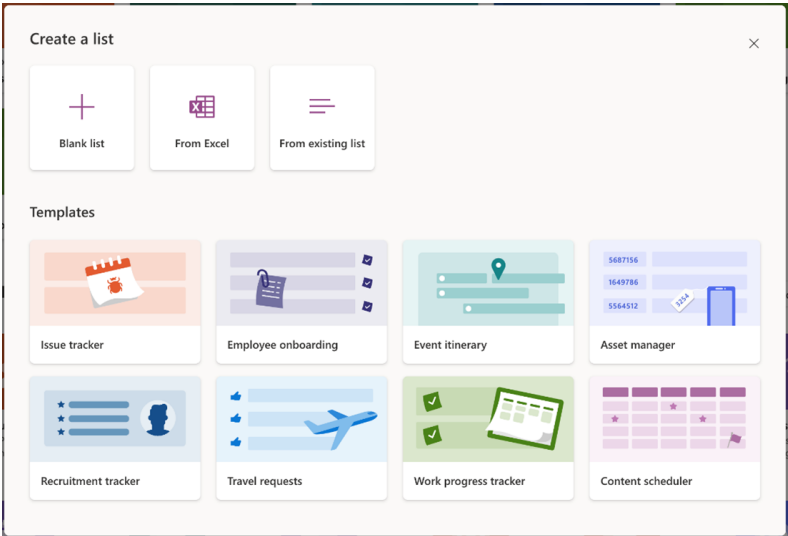 Create a list
Blank list
From Excel
From existing list
Templates
5687156
1649786
5564512
$254
Issue tracker
Employee onboarding
Event itinerary
Asset manager
Recruitment tracker
Travel requests
Work progress tracker
Content scheduler